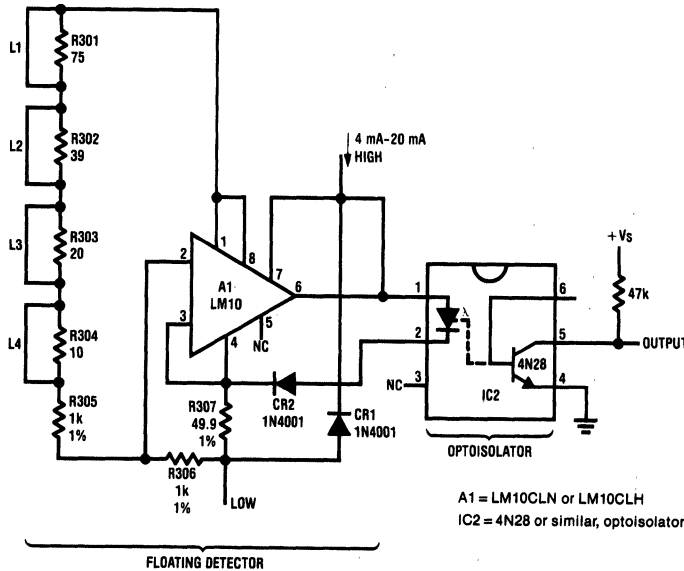 L1
R301
75
L2
R302
39
L3
R303
20
L4
R304
10
R305
1k
1%
4 mA-20 mA
HIGH
2
1
8
7
6
A1
LM10
3
4
5
NC
R307
49.9
1%
CR2
1N4001
CR1
1N4001
R306
1k
1%
LOW
FLOATING DETECTOR
1
2
NC
3
λ
6
5
4
4N28
IC2
OPTOISOLATOR
+VS
47k
OUTPUT
A1 = LM10CLN or LM10CLH
IC2 = 4N28 or similar, optoisolator